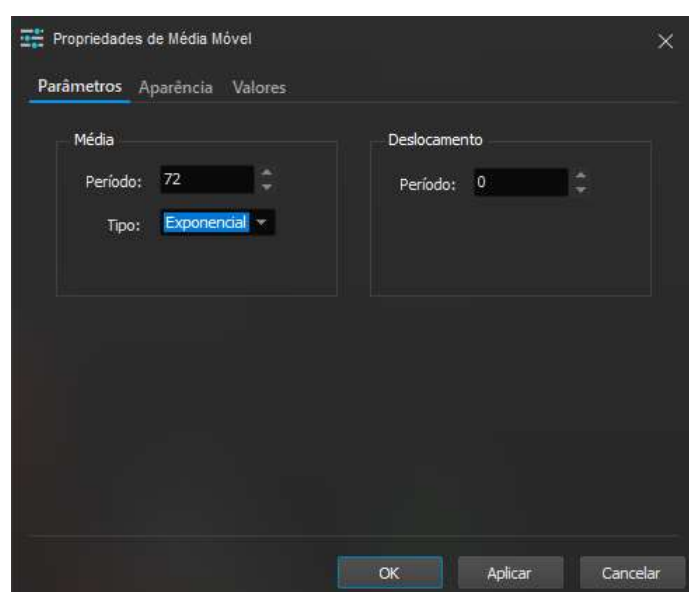 Propriedades de Média Móvel
Parâmetros Aparência Valores
Média
Período: 72
Tipo: Exponencial
Deslocamento
Período: 0
OK Aplicar Cancelar